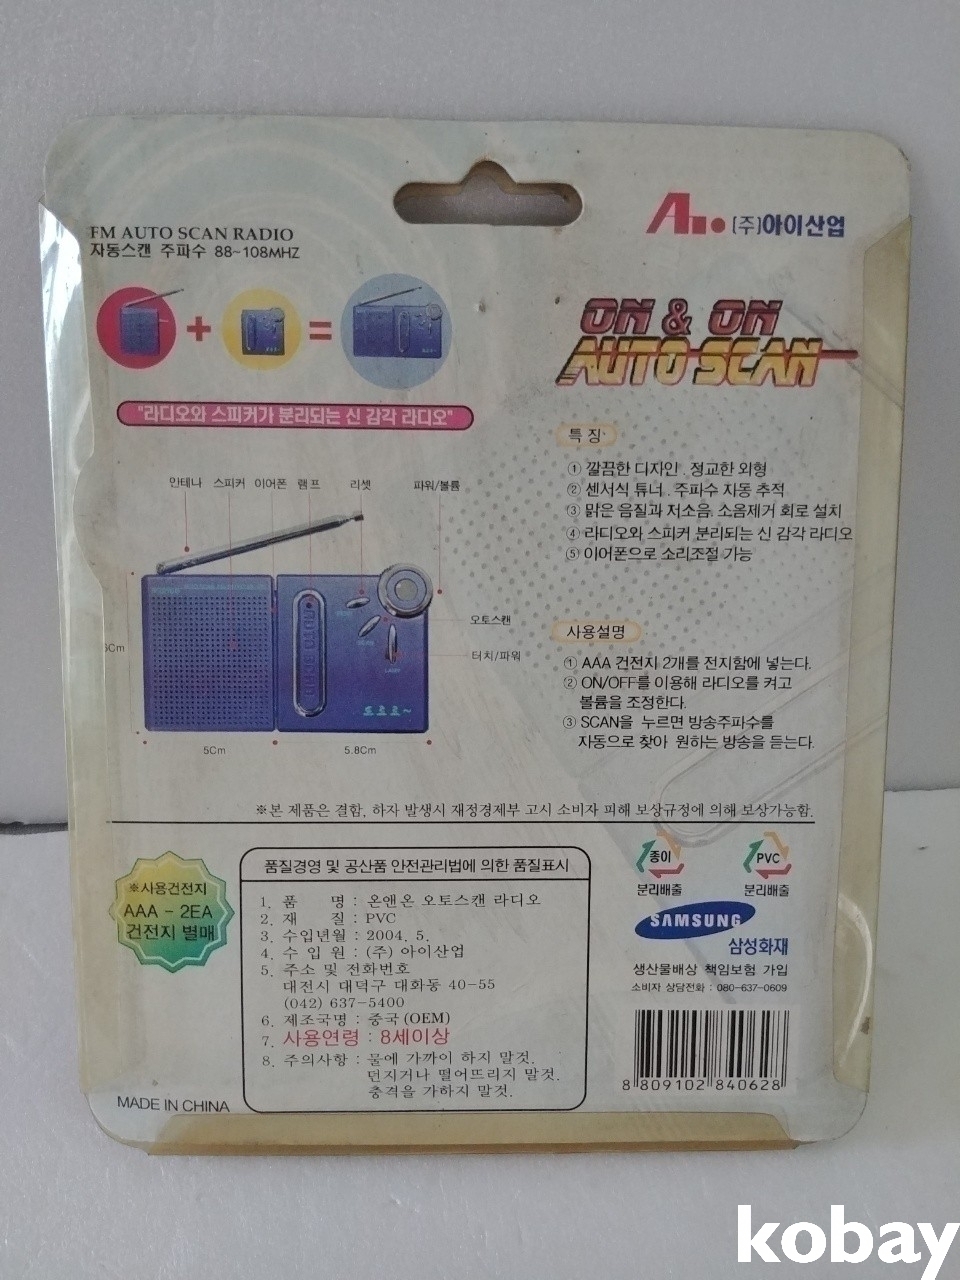 FM AUTO SCAN RADIO
자동스캔 주파수 88~108MHZ
A [주]아이산업
ON & ON
AUTO SCAN
"라디오와 스피커가 분리되는 신 감각 라디오"
특 징
① 깔끔한 디자인 . 정교한 외형
② 센서식 튜너 . 주파수 자동 추적
③ 맑은 음질과 저소음. 소음제거 회로 설치
④ 라디오와 스피커 분리되는 신 감각 라디오
⑤ 이어폰으로 소리조절 가능
안테나 스피커 이어폰 램프 리셋 파워/볼륨
오토스캔
터치/파워
6Cm
5Cm 5.8Cm
사용설명
① AAA 건전지 2개를 전지함에 넣는다.
② ON/OFF를 이용해 라디오를 켜고
볼륨을 조정한다.
③ SCAN을 누르면 방송주파수를
자동으로 찾아 원하는 방송을 듣는다.
※본 제품은 결함, 하자 발생시 재정경제부 고시 소비자 피해 보상규정에 의해 보상가능함.
※사용건전지
AAA - 2EA
건전지 별매
품질경영 및 공산품 안전관리법에 의한 품질표시
1. 품 명 : 온앤온 오토스캔 라디오
2. 재 질 : PVC
3. 수입년월 : 2004. 5.
4. 수 입 원 : (주) 아이산업
5. 주소 및 전화번호
대전시 대덕구 대화동 40-55
(042) 637-5400
6. 제조국명 : 중국 (OEM)
7. 사용연령 : 8세이상
8. 주의사항 : 물에 가까이 하지 말것.
던지거나 떨어뜨리지 말것.
충격을 가하지 말것.
종이 PVC
분리배출 분리배출
SAMSUNG
삼성화재
생산물배상 책임보험 가입
소비자 상담전화 : 080-637-0609
8 809102 840628
MADE IN CHINA
kobay